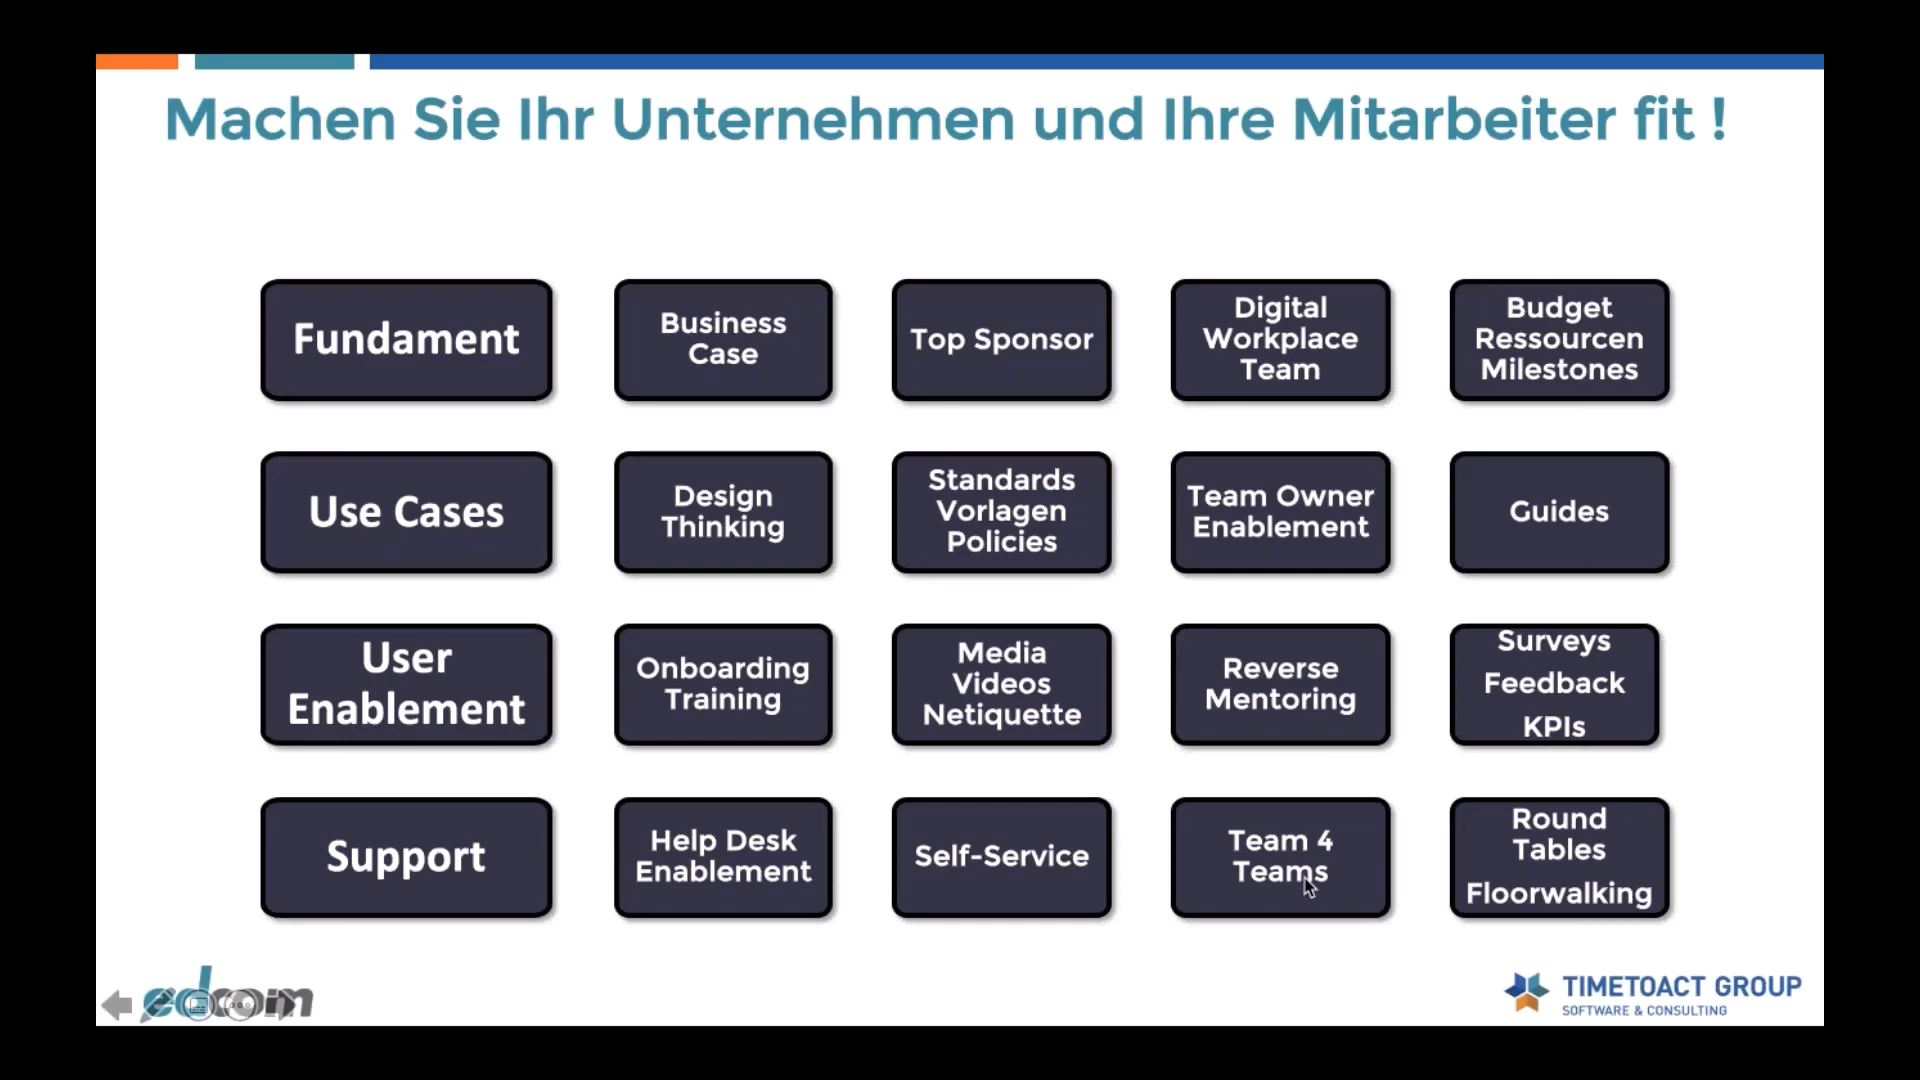 Machen Sie Ihr Unternehmen und Ihre Mitarbeiter fit !
Fundament
Business
Case
Top Sponsor
Digital
Workplace
Team
Budget
Ressourcen
Milestones
Use Cases
Design
Thinking
Standards
Vorlagen
Policies
Team Owner
Enablement
Guides
User
Enablement
Onboarding
Training
Media
Videos
Netiquette
Reverse
Mentoring
Surveys
Feedback
KPIs
Support
Help Desk
Enablement
Self-Service
Team 4
Teams
Round
Tables
Floorwalking
edcom
TIMETOACT GROUP
SOFTWARE & CONSULTING